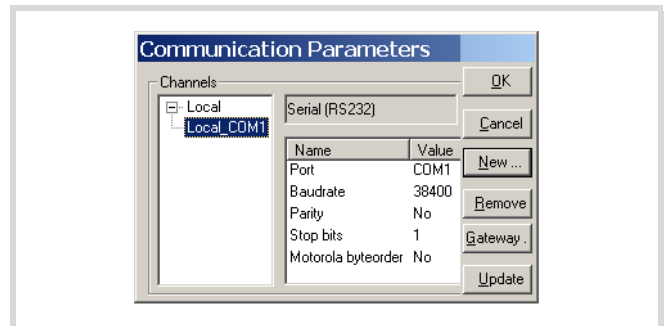 Communication Parameters
Channels
Local
Local_COM1
Serial (RS232)
Name Value
Port COM1
Baudrate 38400
Parity No
Stop bits 1
Motorola byteorder No
OK
Cancel
New ...
Remove
Gateway .
Update